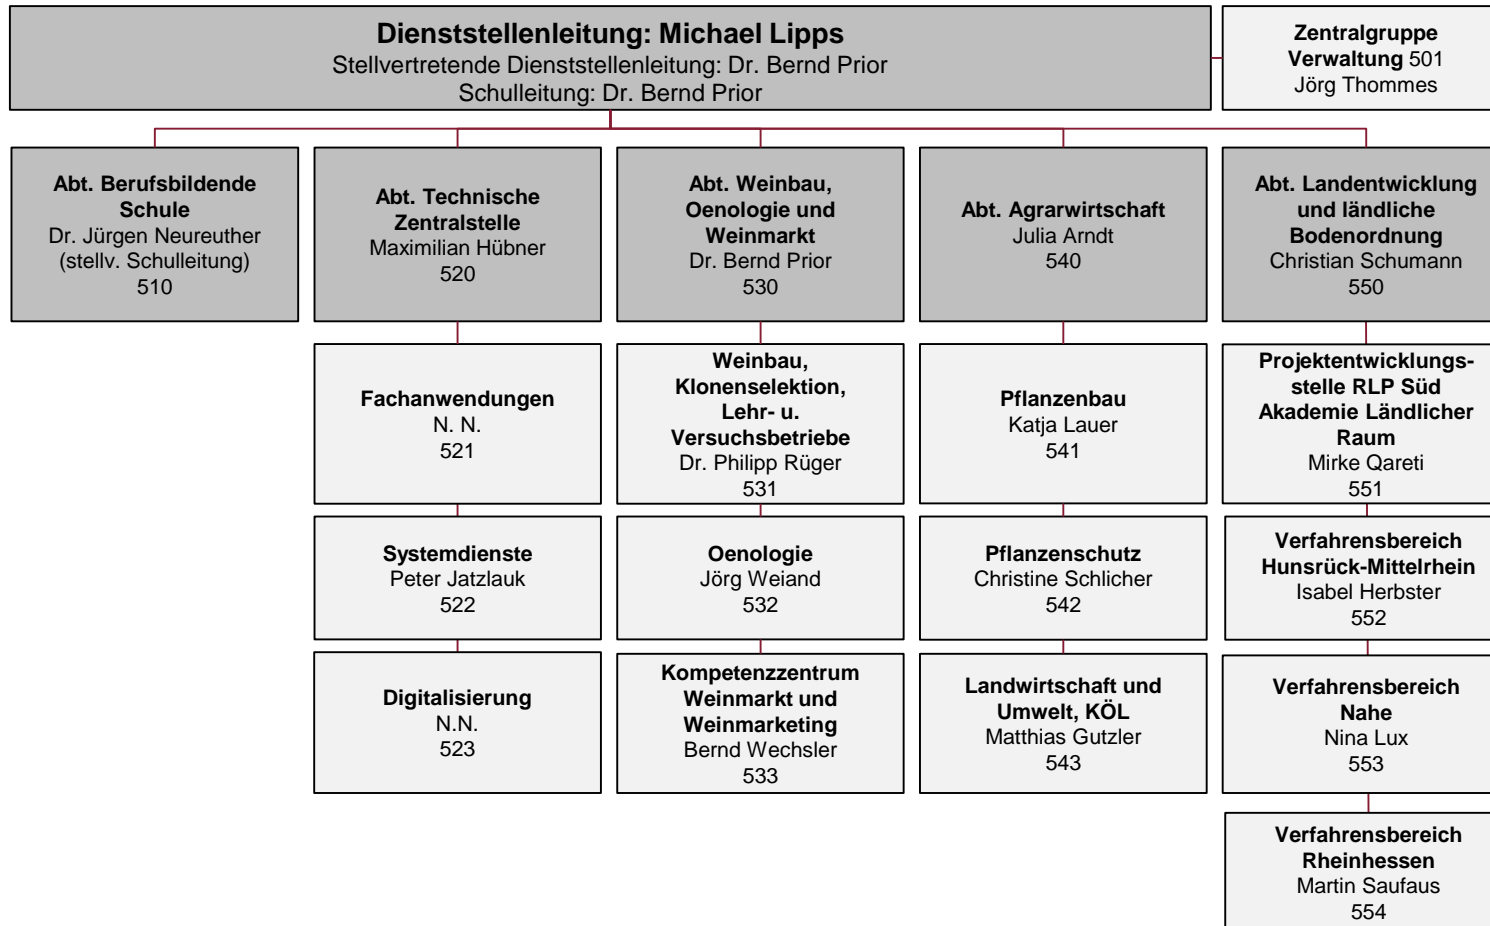 Dienststellenleitung: Michael Lipps
Stellvertretende Dienststellenleitung: Dr. Bernd Prior
Schulleitung: Dr. Bernd Prior
Zentralgruppe
Verwaltung 501
Jörg Thommes
Abt. Berufsbildende
Schule
Dr. Jürgen Neureuther
(stellv. Schulleitung)
510
Abt. Technische
Zentralstelle
Maximilian Hübner
520
Abt. Weinbau,
Oenologie und
Weinmarkt
Dr. Bernd Prior
530
Abt. Agrarwirtschaft
Julia Arndt
540
Abt. Landentwicklung
und ländliche
Bodenordnung
Christian Schumann
550
Fachanwendungen
N. N.
521
Weinbau,
Klonenselektion,
Lehr- u.
Versuchsbetriebe
Dr. Philipp Rüger
531
Pflanzenbau
Katja Lauer
541
Projektentwicklungs-
stelle RLP Süd
Akademie Ländlicher
Raum
Mirke Qareti
551
Systemdienste
Peter Jatzlauk
522
Oenologie
Jörg Weiand
532
Pflanzenschutz
Christine Schlicher
542
Verfahrensbereich
Hunsrück-Mittelrhein
Isabel Herbster
552
Digitalisierung
N.N.
523
Kompetenzzentrum
Weinmarkt und
Weinmarketing
Bernd Wechsler
533
Landwirtschaft und
Umwelt, KÖL
Matthias Gutzler
543
Verfahrensbereich
Nahe
Nina Lux
553
Verfahrensbereich
Rheinhessen
Martin Saufaus
554